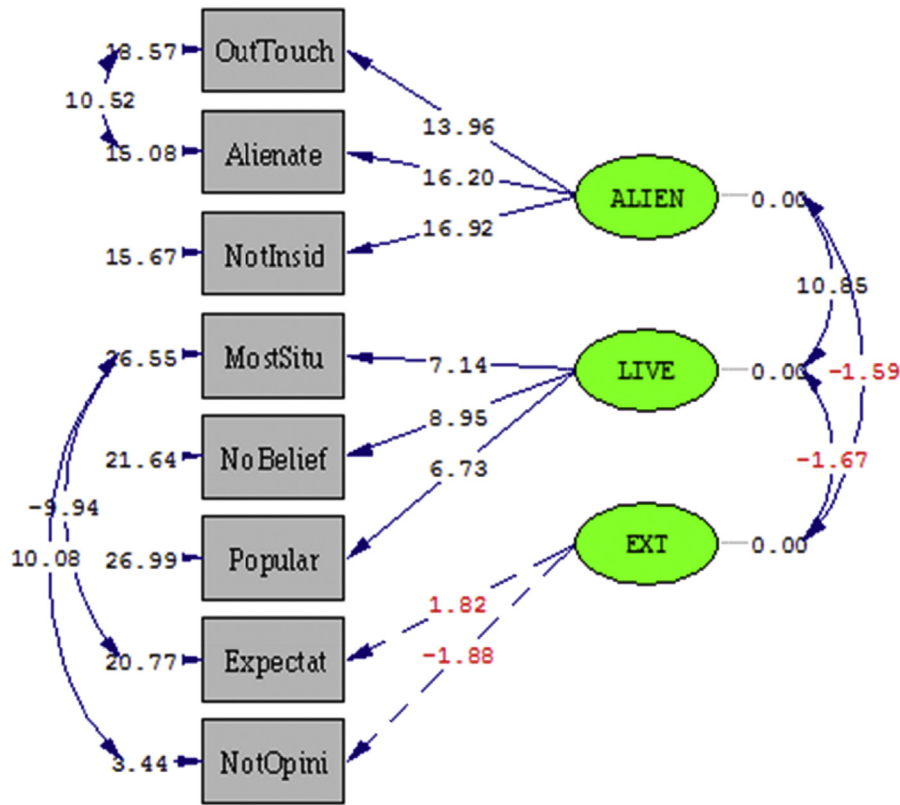 18.57 OutTouch
10.52
13.96
15.08 Alienate
16.20
ALIEN 0.00
16.92
15.67 NotInsid
10.85
26.55 MostSitu
7.14
LIVE 0.00 -1.59
8.95
21.64 NoBelief
6.73
-1.67
-9.94
10.08 26.99 Popular
EXT 0.00
1.82
20.77 Expectat
-1.88
3.44 NotOpini